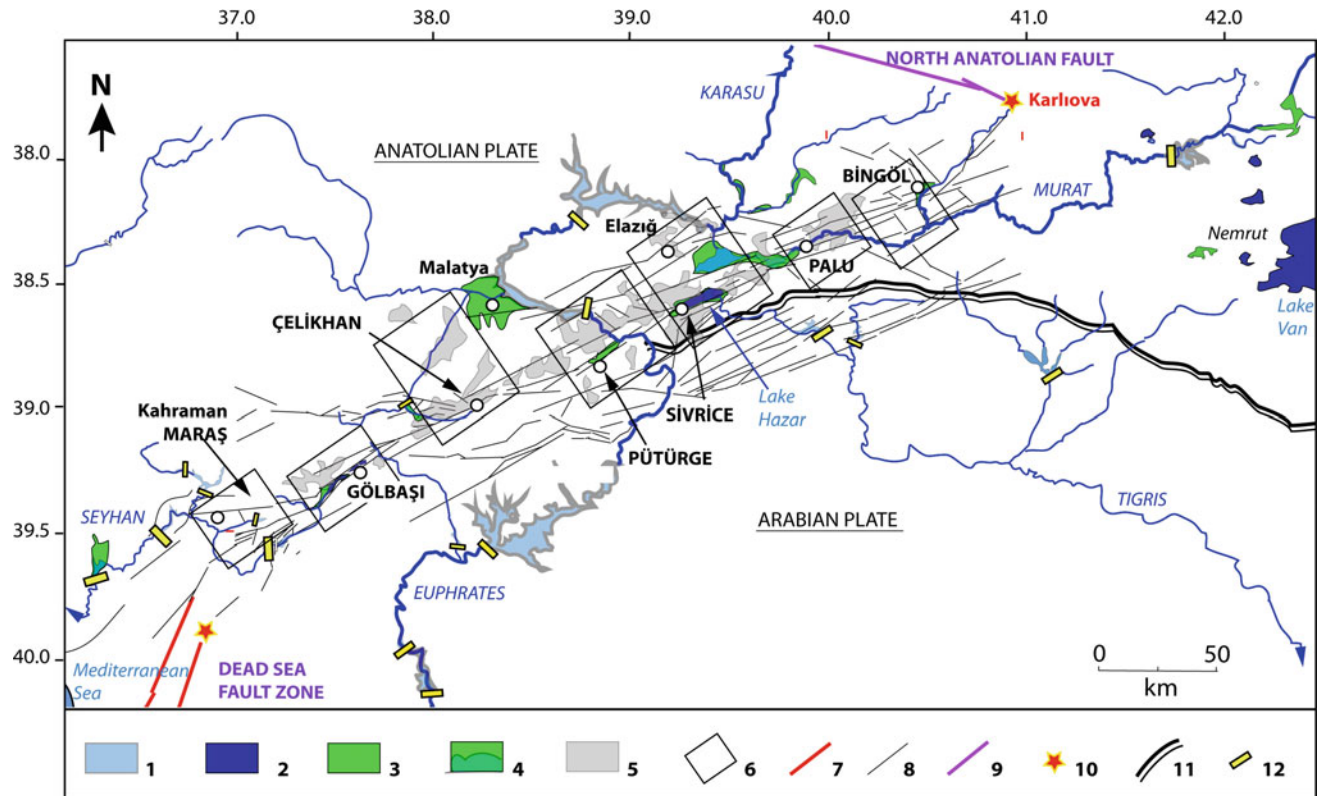 37.0 38.0 39.0 40.0 41.0 42.0
NORTH ANATOLIAN FAULT
N
KARASU
Karlıova
38.0
ANATOLIAN PLATE
BİNGÖL
MURAT
Elazığ
Nemrut
PALU
Malatya
38.5
ÇELİKHAN
Lake
Van
Lake
Hazar
39.0
SİVRİCE
Kahraman
MARAŞ
PÜTÜRGE
GÖLBAŞI
TIGRIS
39.5
SEYHAN
ARABIAN PLATE
EUPHRATES
40.0
Mediterranean
Sea
DEAD SEA
FAULT ZONE
0 50
km
1 2 3 4 5 6 7 8 9 10 11 12